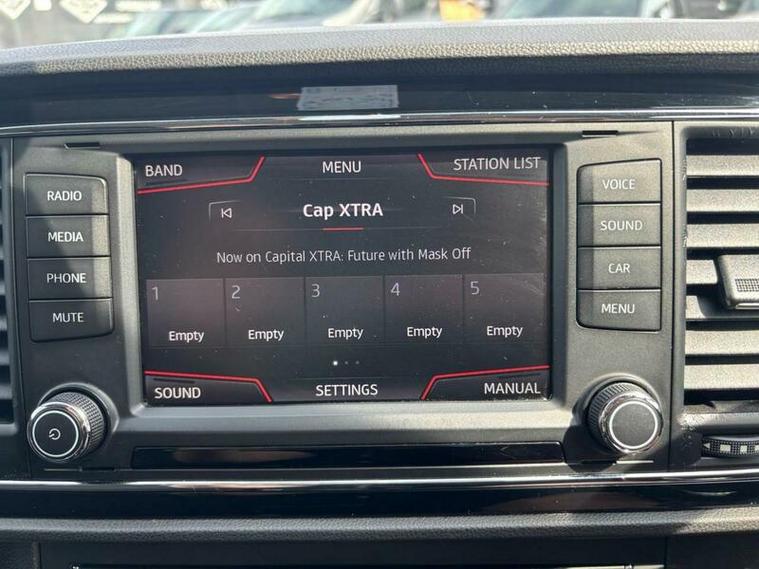 BAND MENU STATION LIST
RADIO
MEDIA
PHONE
MUTE
Cap XTRA
Now on Capital XTRA: Future with Mask Off
1 2 3 4 5
Empty Empty Empty Empty Empty
SOUND SETTINGS MANUAL
VOICE
SOUND
CAR
MENU